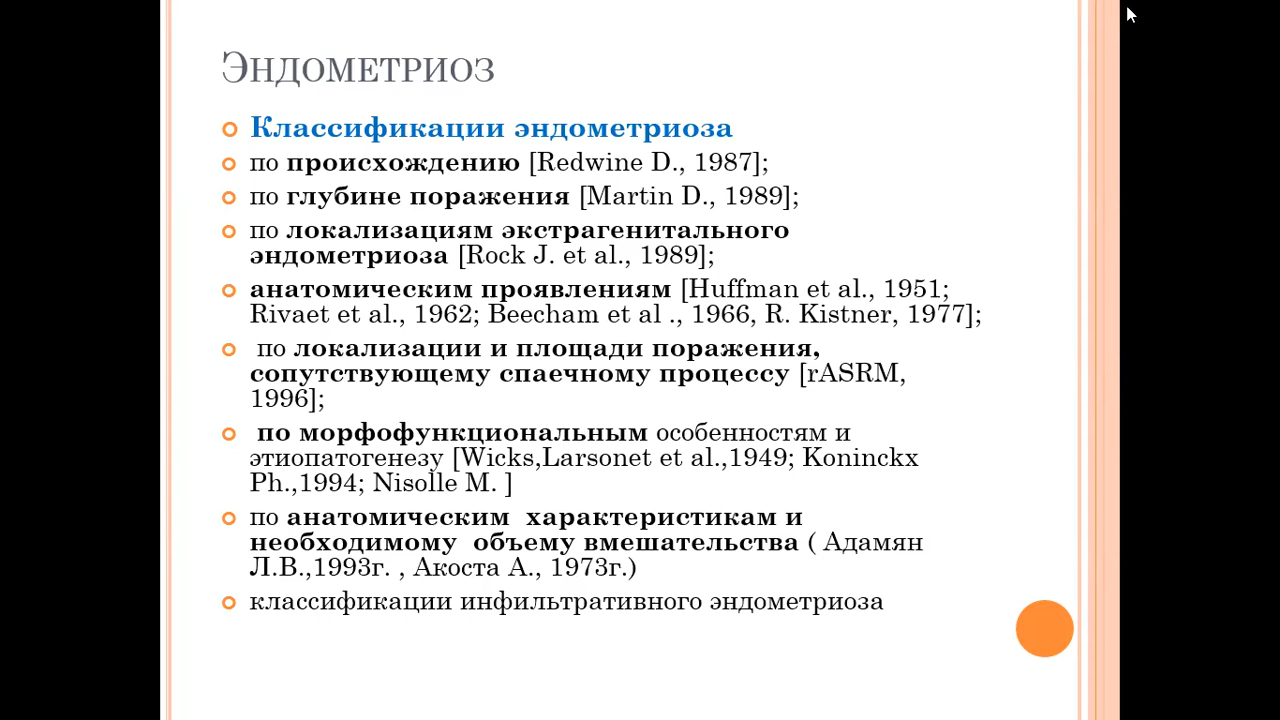 Эндометриоз
Классификации эндометриоза
по происхождению [Redwine D., 1987];
по глубине поражения [Martin D., 1989];
по локализациям экстрагенитального
эндометриоза [Rock J. et al., 1989];
анатомическим проявлениям [Huffman et al., 1951;
Rivaet et al., 1962; Beecham et al ., 1966, R. Kistner, 1977];
по локализации и площади поражения,
сопутствующему спаечному процессу [rASRM,
1996];
по морфофункциональным особенностям и
этиопатогенезу [Wicks,Larsonet et al.,1949; Koninckx
Ph.,1994; Nisolle M. ]
по анатомическим  характеристикам и
необходимому  объему вмешательства ( Адамян
Л.В.,1993г. , Акоста А., 1973г.)
классификации инфильтративного эндометриоза